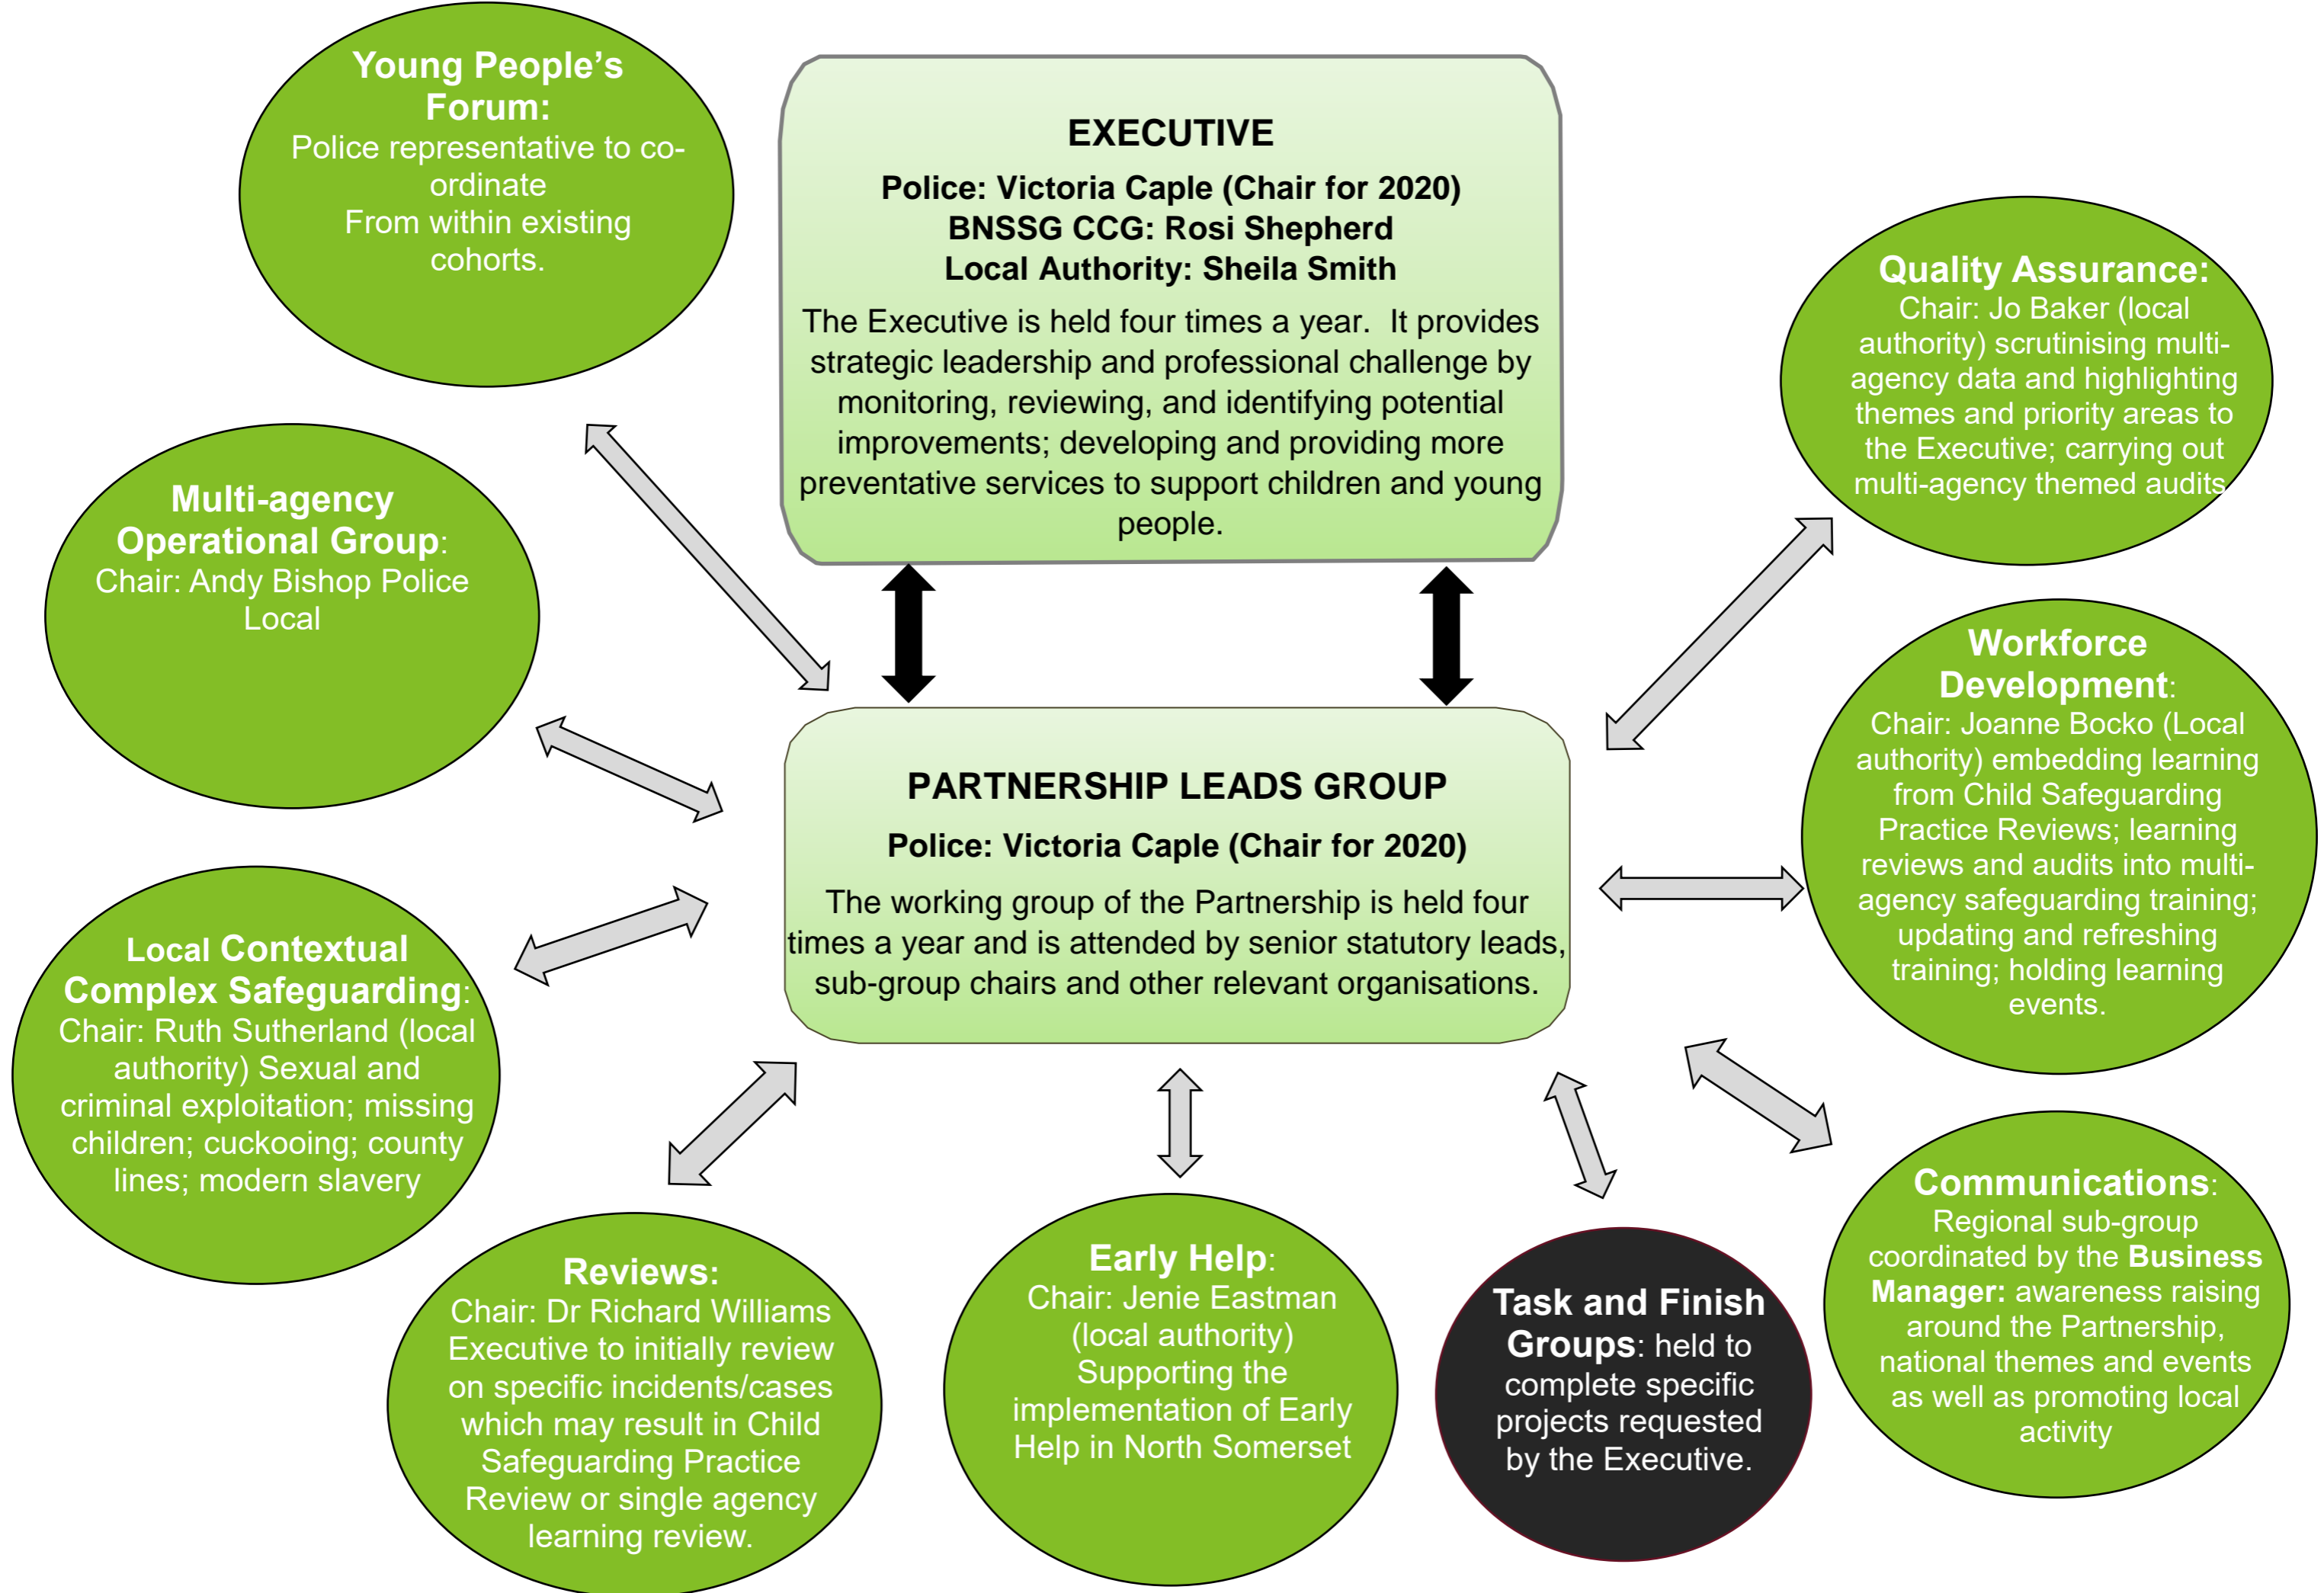 Young People’s
Forum:
Police representative to co-
ordinate
From within existing
cohorts.
EXECUTIVE
Police: Victoria Caple (Chair for 2020)
BNSSG CCG: Rosi Shepherd
Local Authority: Sheila Smith
The Executive is held four times a year.  It provides
strategic leadership and professional challenge by
monitoring, reviewing, and identifying potential
improvements; developing and providing more
preventative services to support children and young
people.
Quality Assurance:
Chair: Jo Baker (local
authority) scrutinising multi-
agency data and highlighting
themes and priority areas to
the Executive; carrying out
multi-agency themed audits
Multi-agency
Operational Group:
Chair: Andy Bishop Police
Local
Workforce
Development:
Chair: Joanne Bocko (Local
authority) embedding learning
from Child Safeguarding
Practice Reviews; learning
reviews and audits into multi-
agency safeguarding training;
updating and refreshing
training; holding learning
events.
PARTNERSHIP LEADS GROUP
Police: Victoria Caple (Chair for 2020)
The working group of the Partnership is held four
times a year and is attended by senior statutory leads,
sub-group chairs and other relevant organisations.
Local Contextual
Complex Safeguarding:
Chair: Ruth Sutherland (local
authority) Sexual and
criminal exploitation; missing
children; cuckooing; county
lines; modern slavery
Reviews:
Chair: Dr Richard Williams
Executive to initially review
on specific incidents/cases
which may result in Child
Safeguarding Practice
Review or single agency
learning review.
Early Help:
Chair: Jenie Eastman
(local authority)
Supporting the
implementation of Early
Help in North Somerset
Task and Finish
Groups: held to
complete specific
projects requested
by the Executive.
Communications:
Regional sub-group
coordinated by the Business
Manager: awareness raising
around the Partnership,
national themes and events
as well as promoting local
activity